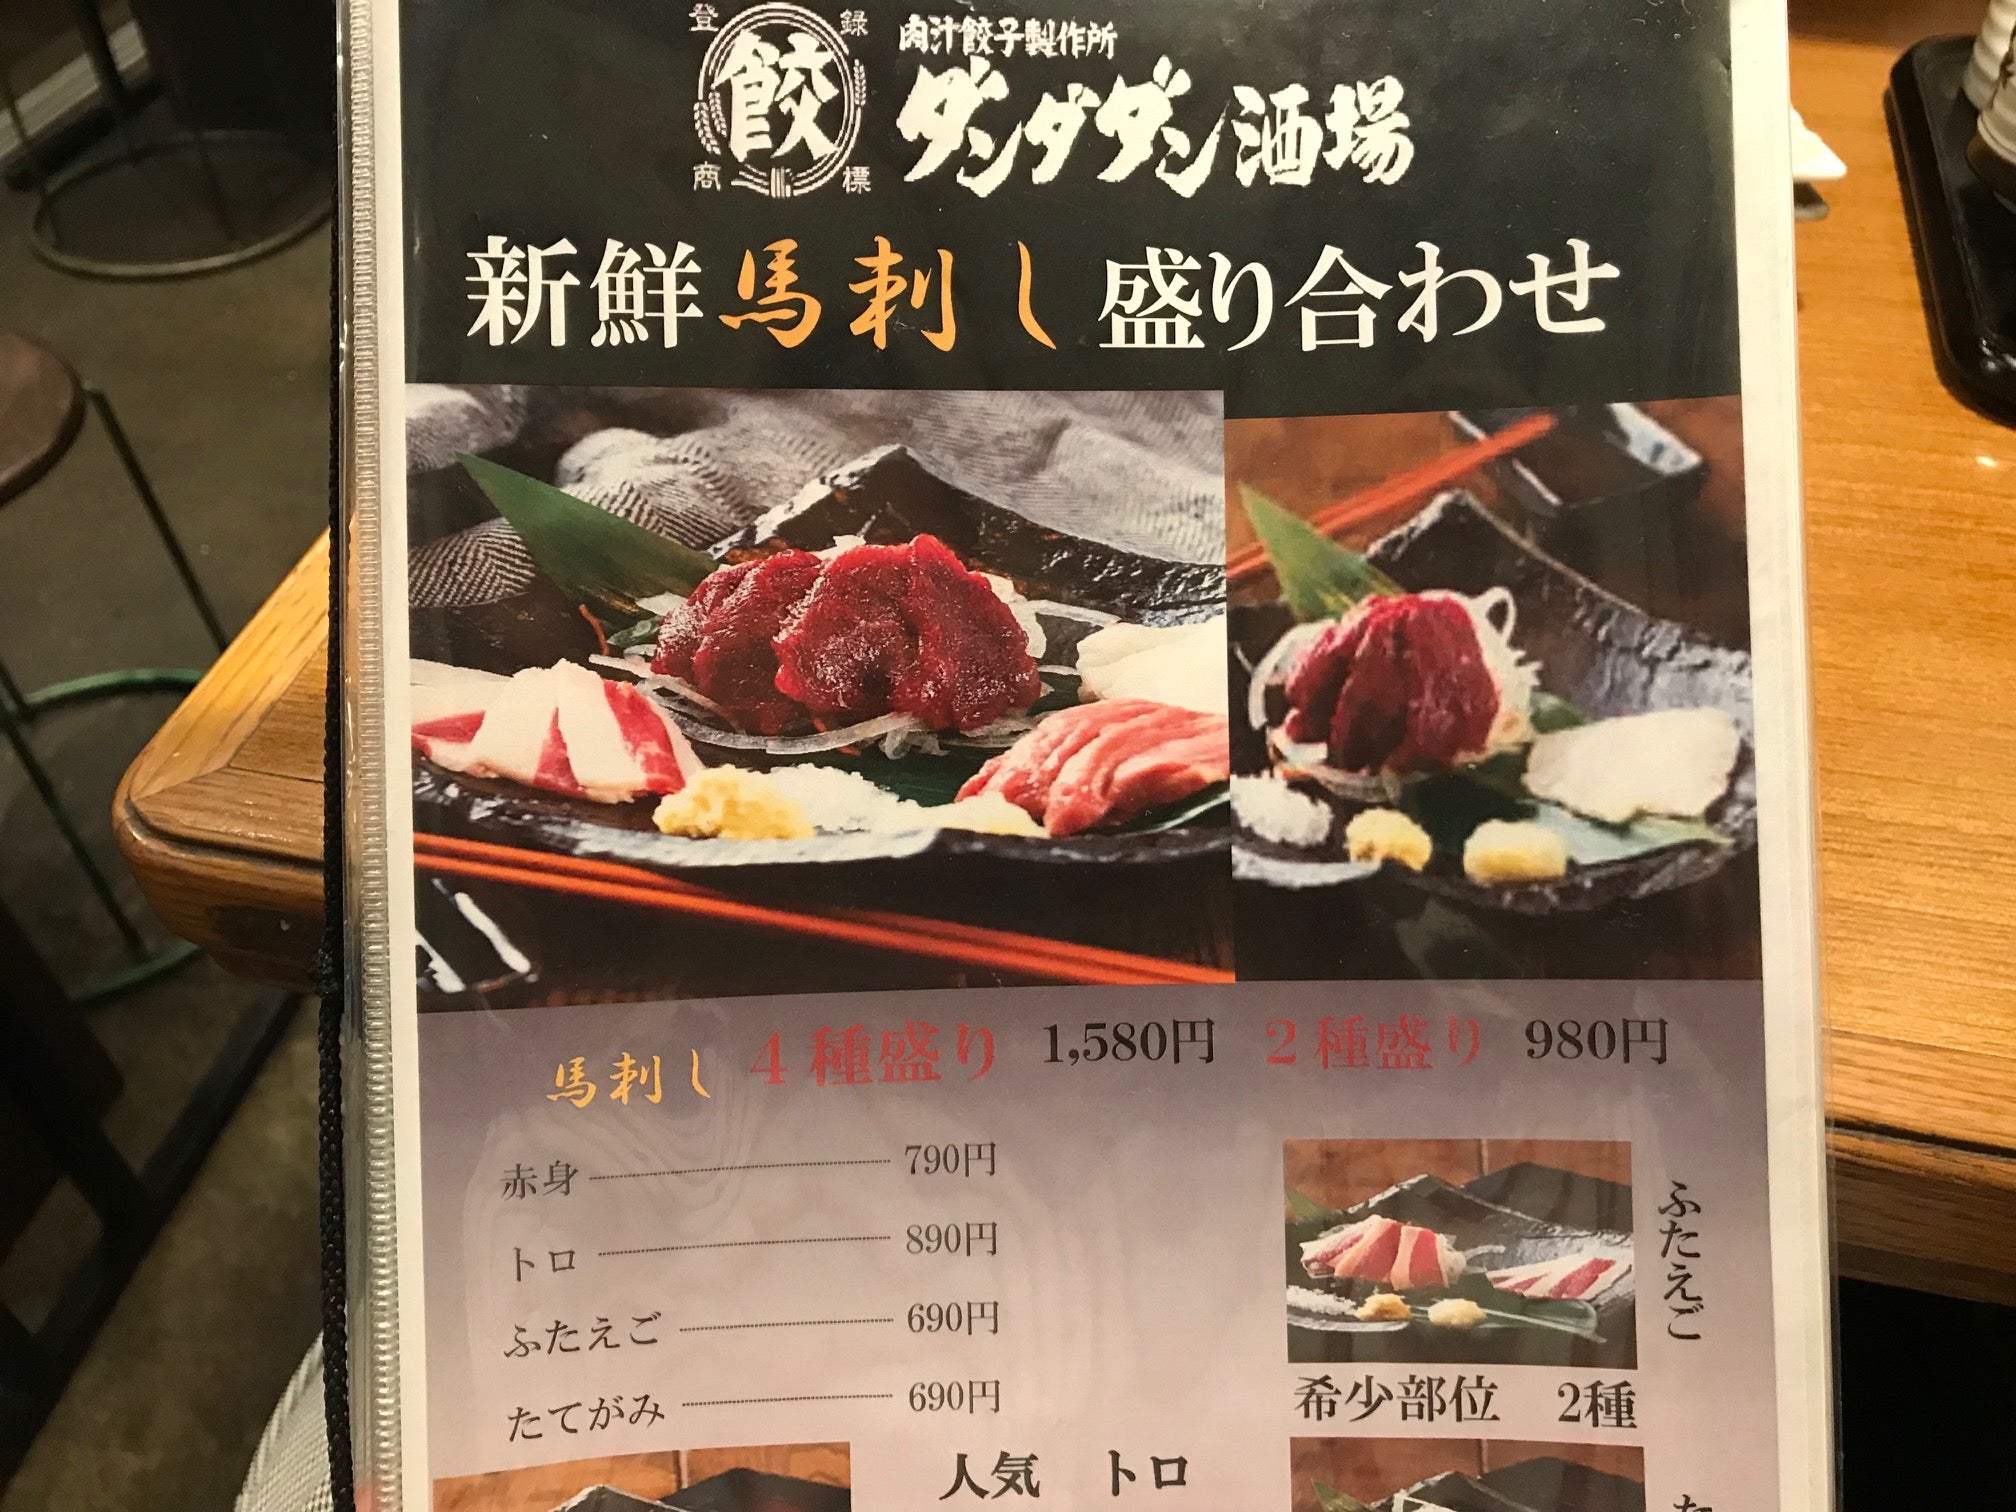 登録商標
餃
肉汁餃子製作所
ダンダダン酒場
新鮮馬刺し盛り合わせ
馬刺し 4種盛り 1,580円 2種盛り 980円
赤身 790円
トロ 890円
ふたえご 690円
たてがみ 690円
ふたえご
希少部位 2種
人気 トロ
た